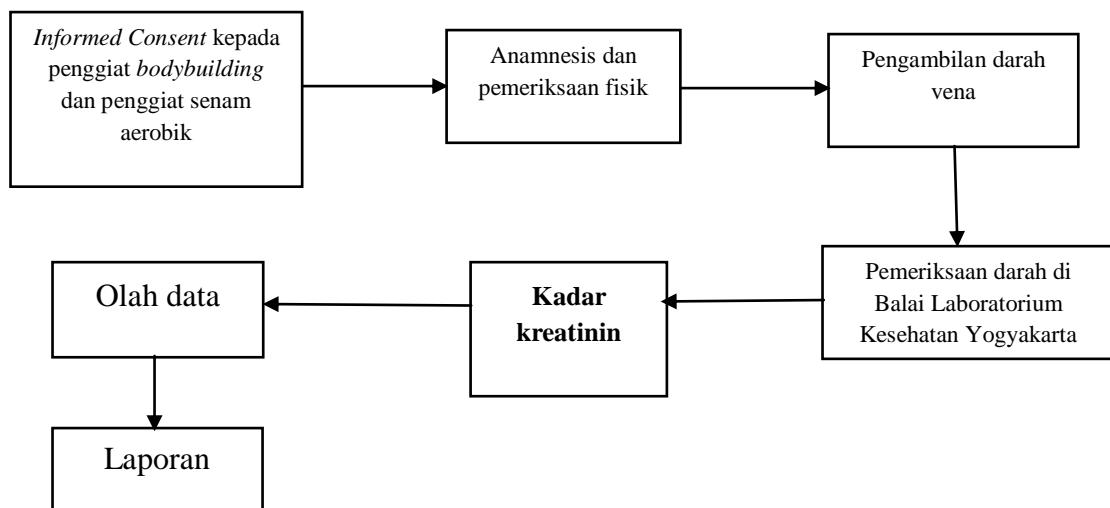 Informed Consent kepada
penggiat bodybuilding
dan penggiat senam
aerobik
Anamnesis dan
pemeriksaan fisik
Pengambilan darah
vena
Pemeriksaan darah di
Balai Laboratorium
Kesehatan Yogyakarta
Kadar
kreatinin
Olah data
Laporan